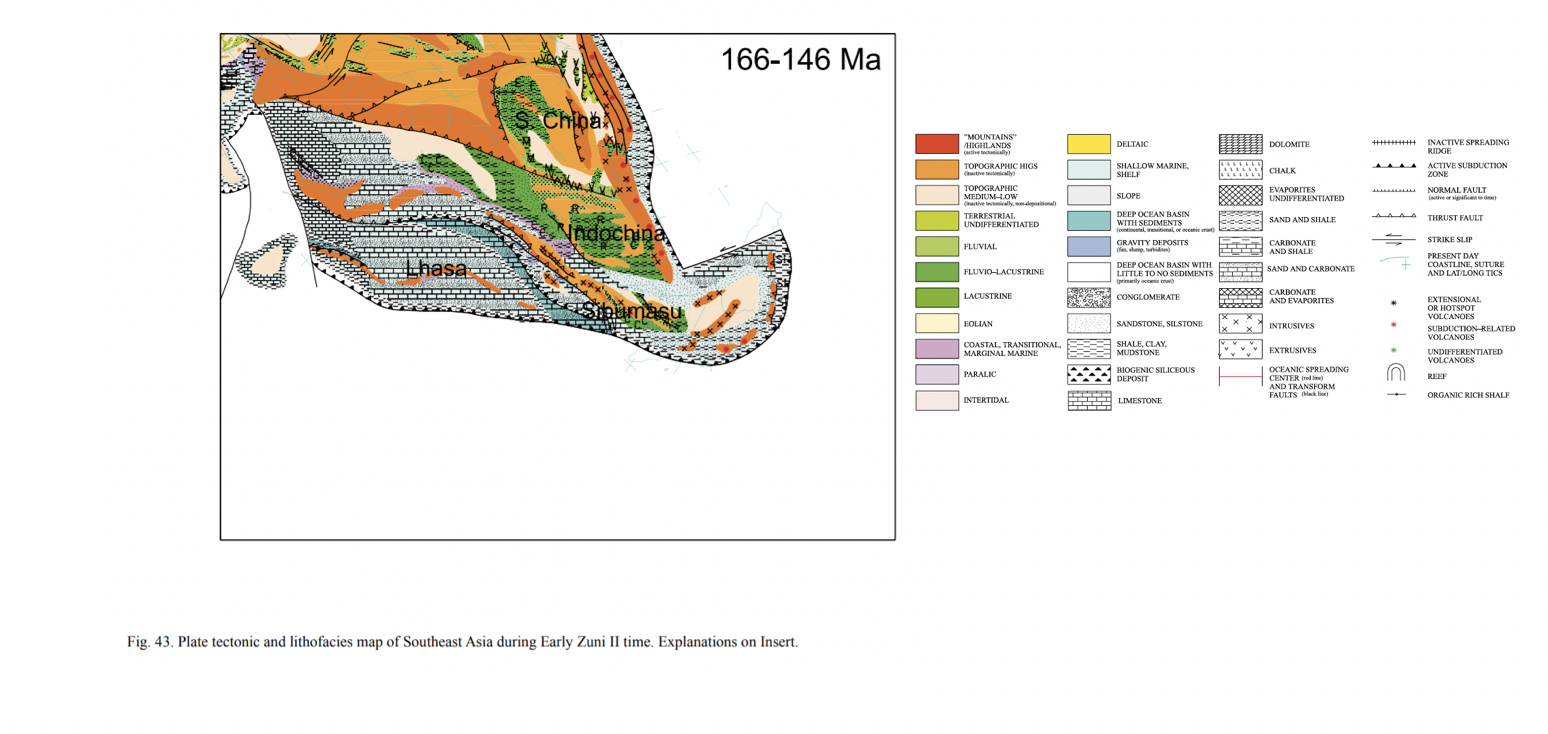 166-146 Ma
S. China
Indochina
Lhasa
Sibumasu
"MOUNTAINS"
/HIGHLANDS
(active tectonically)
TOPOGRAPHIC HIGS
(inactive tectonically)
TOPOGRAPHIC
MEDIUM-LOW
(inactive tectonically, non-depositional)
TERRESTRIAL
UNDIFFERENTIATED
FLUVIAL
FLUVIO-LACUSTRINE
LACUSTRINE
EOLIAN
COASTAL, TRANSITIONAL,
MARGINAL MARINE
PARALIC
INTERTIDAL
DELTAIC
SHALLOW MARINE,
SHELF
SLOPE
DEEP OCEAN BASIN
WITH SEDIMENTS
(continental, transitional, or oceanic crust)
GRAVITY DEPOSITS
(fan, slump, turbidites)
DEEP OCEAN BASIN WITH
LITTLE TO NO SEDIMENTS
(primarily oceanic crust)
CONGLOMERATE
SANDSTONE, SILSTONE
SHALE, CLAY,
MUDSTONE
BIOGENIC SILICEOUS
DEPOSIT
LIMESTONE
DOLOMITE
CHALK
EVAPORITES
UNDIFFERENTIATED
SAND AND SHALE
CARBONATE
AND SHALE
SAND AND CARBONATE
CARBONATE
AND EVAPORITES
INTRUSIVES
EXTRUSIVES
OCEANIC SPREADING
CENTER (red line)
AND TRANSFORM
FAULTS (black line)
INACTIVE SPREADING
RIDGE
ACTIVE SUBDUCTION
ZONE
NORMAL FAULT
(active or significant to time)
THRUST FAULT
STRIKE SLIP
PRESENT DAY
COASTLINE, SUTURE
AND LAT/LONG TICS
EXTENSIONAL
OR HOTSPOT
VOLCANOES
SUBDUCTION-RELATED
VOLCANOES
UNDIFFERENTIATED
VOLCANOES
REEF
ORGANIC RICH SHALF
Fig. 43. Plate tectonic and lithofacies map of Southeast Asia during Early Zuni II time. Explanations on Insert.